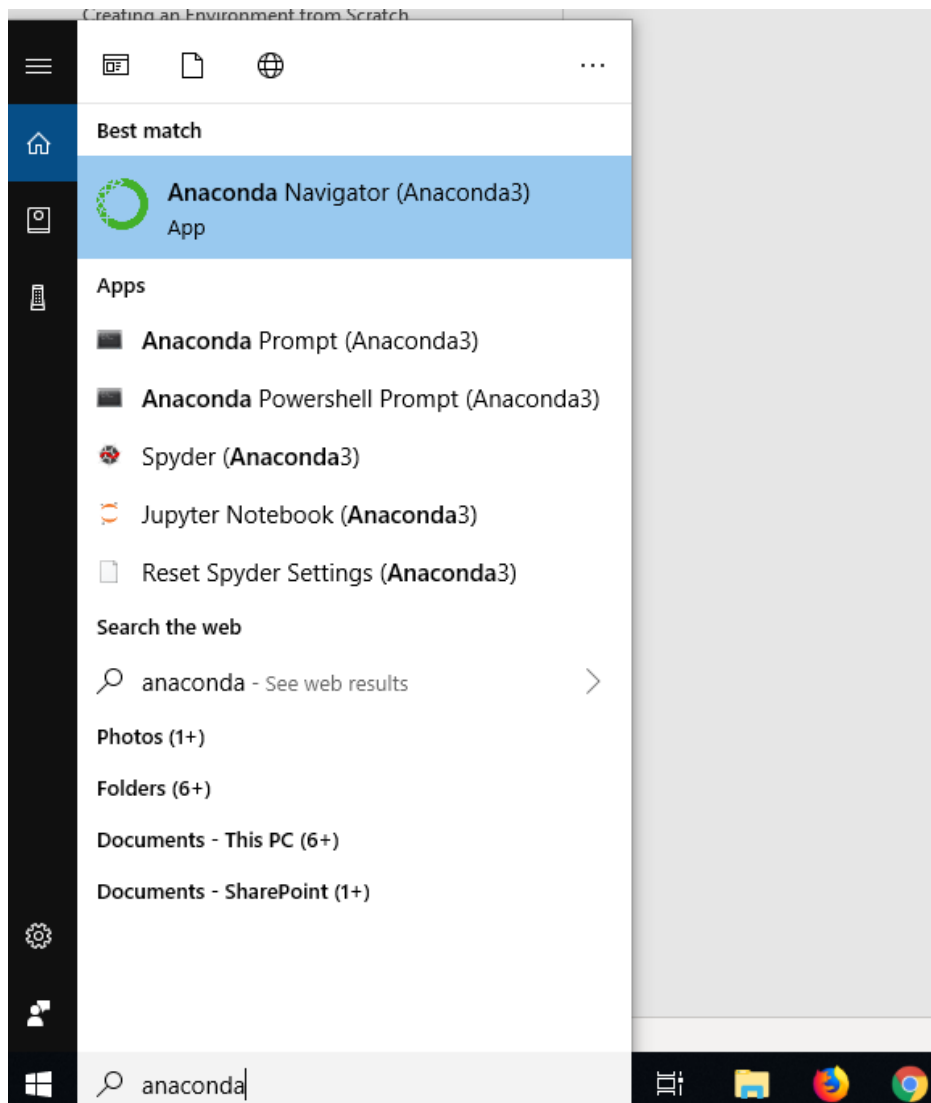 Creating an Environment from Scratch
Best match
Anaconda Navigator (Anaconda3)
App
Apps
Anaconda Prompt (Anaconda3)
Anaconda Powershell Prompt (Anaconda3)
Spyder (Anaconda3)
Jupyter Notebook (Anaconda3)
Reset Spyder Settings (Anaconda3)
Search the web
anaconda - See web results
Photos (1+)
Folders (6+)
Documents - This PC (6+)
Documents - SharePoint (1+)
anaconda